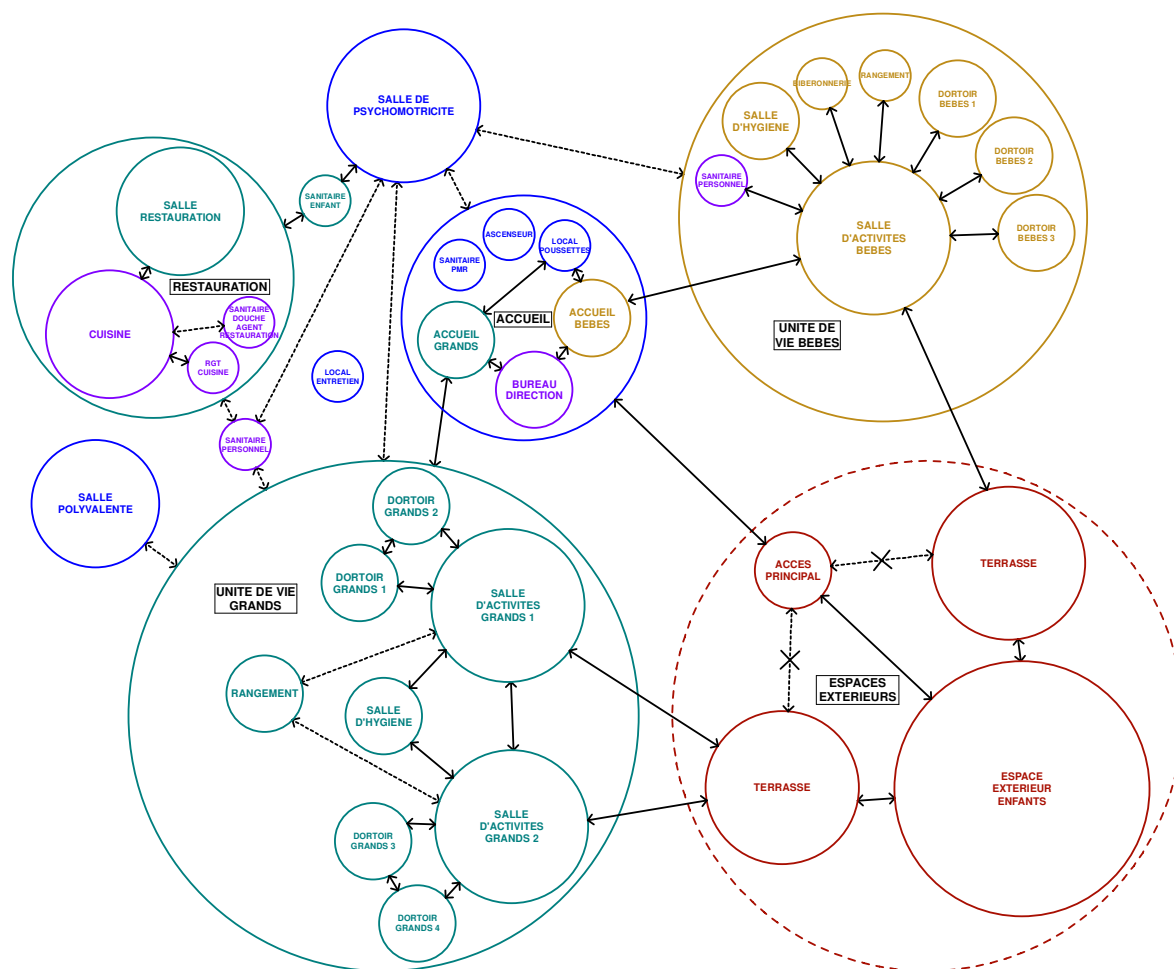 SALLE DE
PSYCHOMOTRICITE
SALLE
RESTAURATION
SANITAIRE
ENFANT
RESTAURATION
CUISINE
SANITAIRE
DOUCHE
AGENT
RESTAURATION
RGT
CUISINE
LOCAL
ENTRETIEN
SANITAIRE
PERSONNEL
SALLE
POLYVALENTE
ASCENSEUR
SANITAIRE
PMR
LOCAL
POUSSETTES
ACCUEIL
ACCUEIL
GRANDS
ACCUEIL
BEBES
BUREAU
DIRECTION
BIBERONNERIE
RANGEMENT
SALLE
D'HYGIENE
DORTOIR
BEBES 1
DORTOIR
BEBES 2
SANITAIRE
PERSONNEL
SALLE
D'ACTIVITES
BEBES
DORTOIR
BEBES 3
UNITE DE
VIE BEBES
DORTOIR
GRANDS 2
DORTOIR
GRANDS 1
UNITE DE VIE
GRANDS
SALLE
D'ACTIVITES
GRANDS 1
RANGEMENT
SALLE
D'HYGIENE
SALLE
D'ACTIVITES
GRANDS 2
DORTOIR
GRANDS 3
DORTOIR
GRANDS 4
ACCES
PRINCIPAL
TERRASSE
ESPACES
EXTERIEURS
TERRASSE
ESPACE
EXTERIEUR
ENFANTS